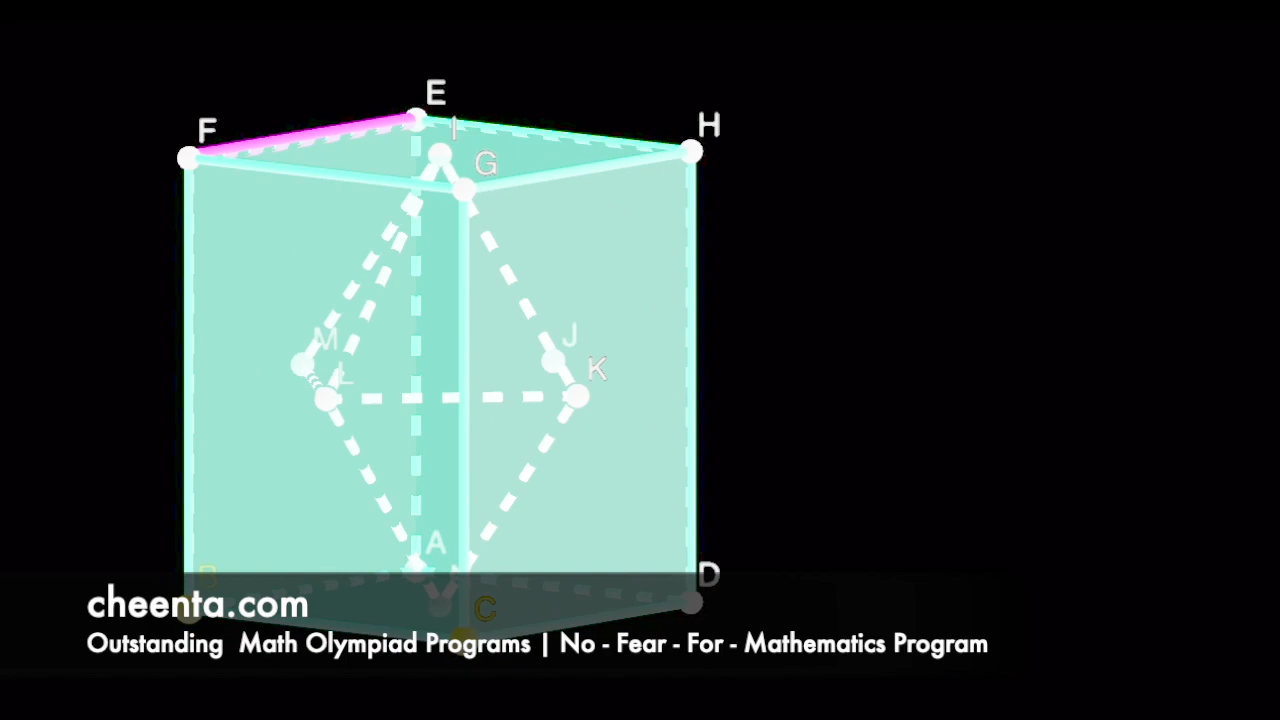 E
F
H
I
G
M
J
L
K
A
B
D
C
cheenta.com
Outstanding Math Olympiad Programs | No - Fear - For - Mathematics Program